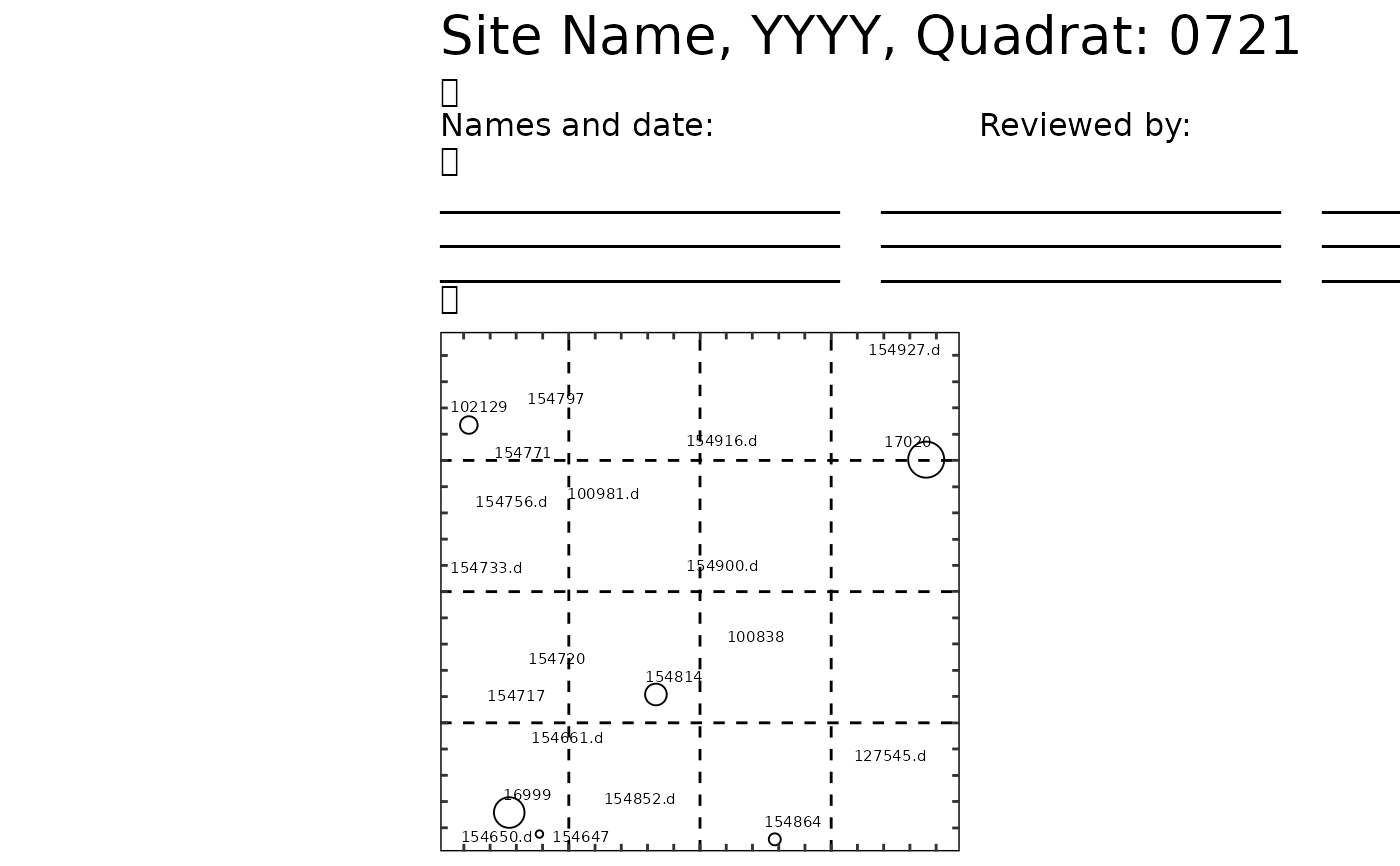 Site Name, YYYY, Quadrat: 0721
Names and date: Reviewed by:
154927.d
154797
102129
154916.d
17020
154771
100981.d
154756.d
154900.d
154733.d
100838
154720
154814
154717
154661.d
127545.d
16999
154852.d
154864
154650.d
154647